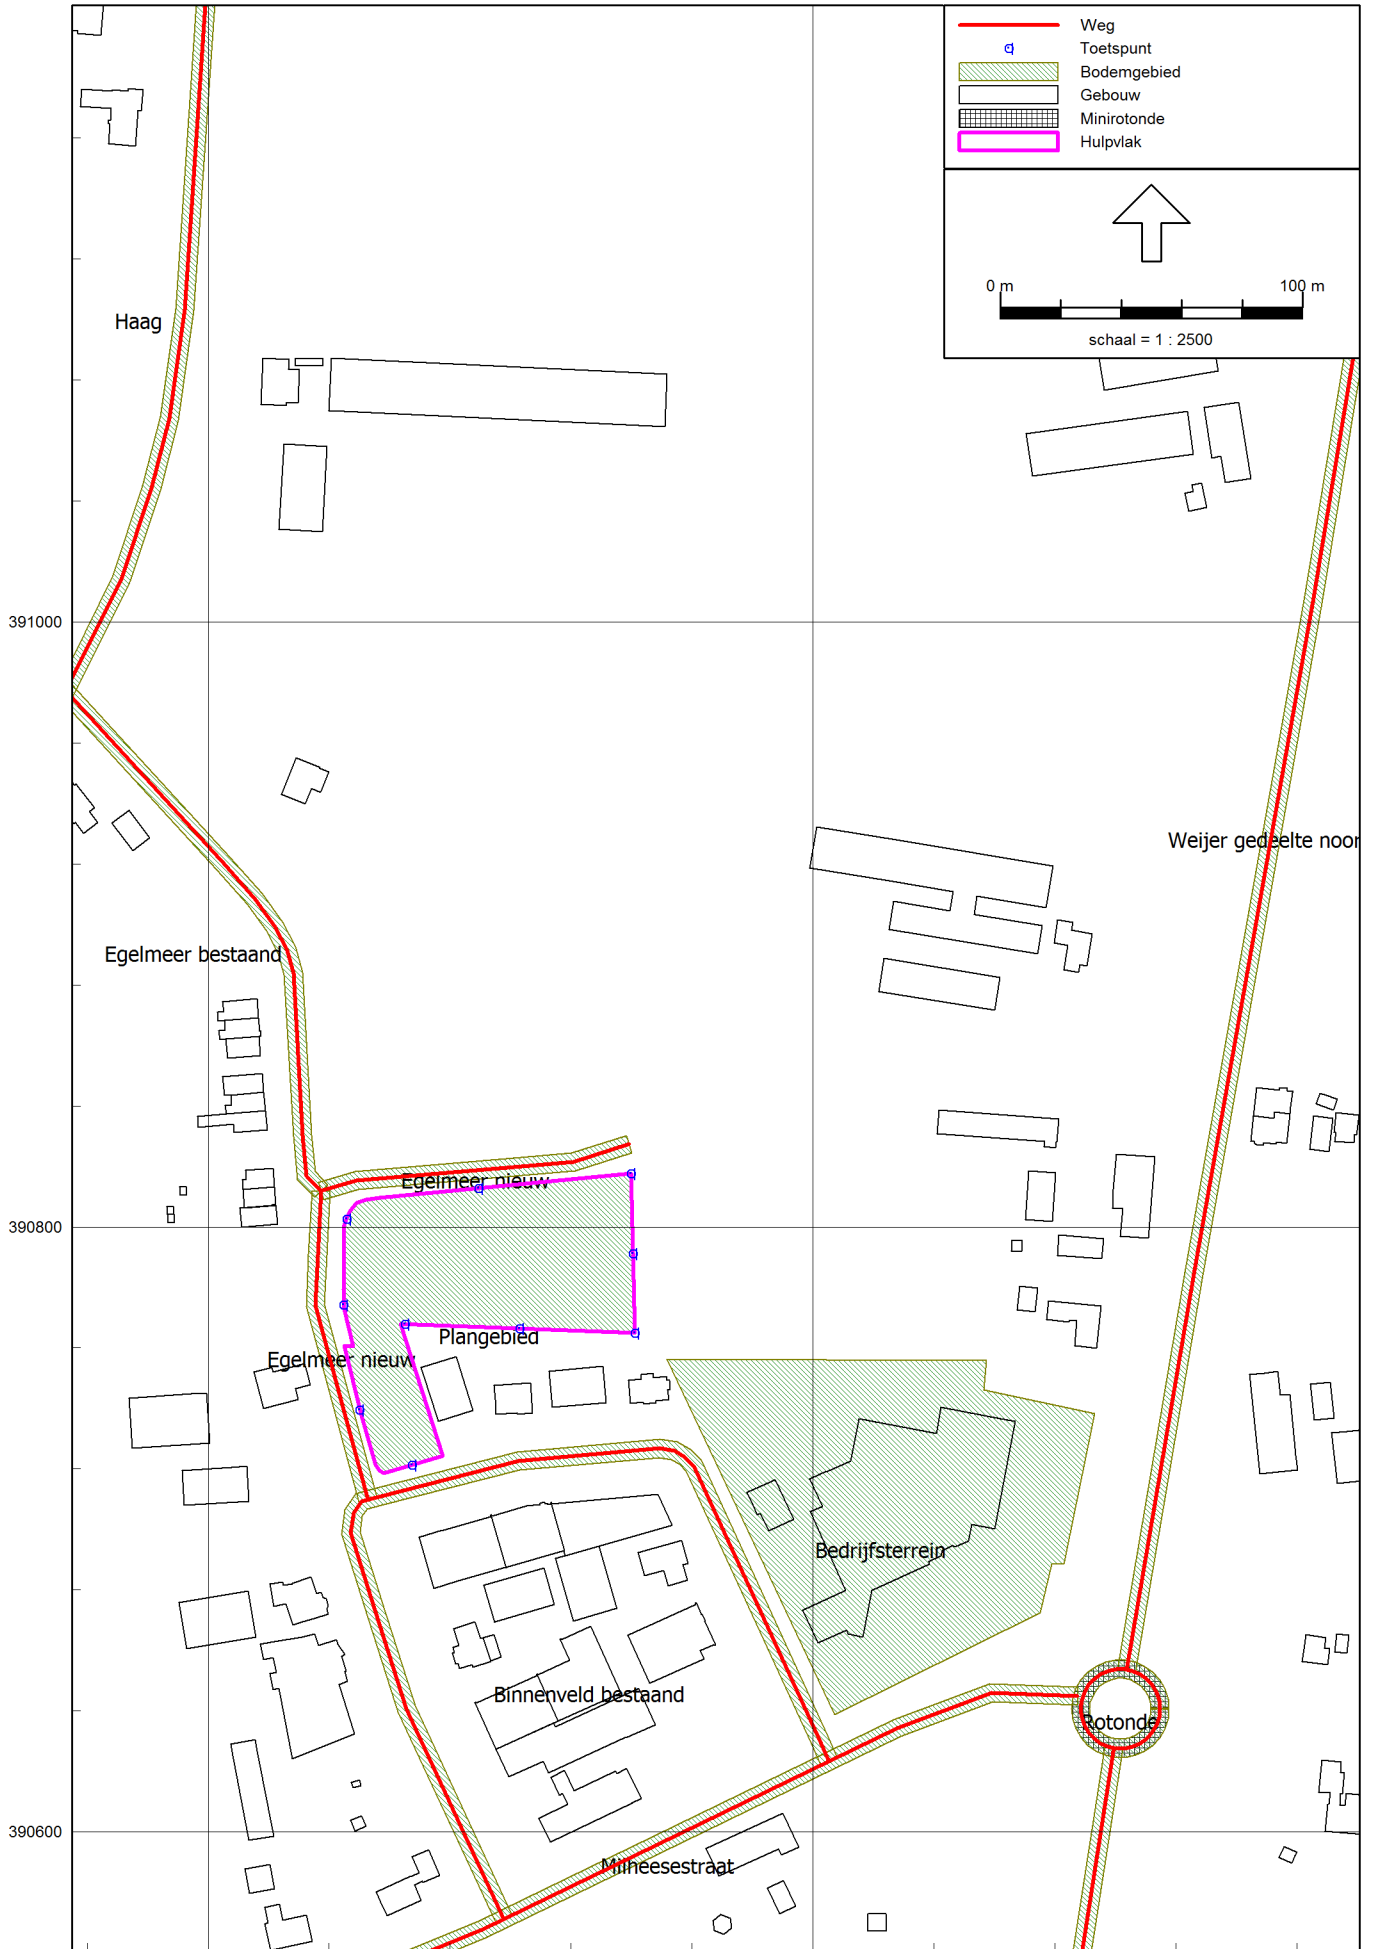 Weg
Toetspunt
Bodemgebied
Gebouw
Minirotonde
Hulpvlak
0 m 100 m
schaal = 1 : 2500
Haag
391000
Weijer gedeelte noor
Egelmeer bestaand
Egelmeer nieuw
390800
Plangebied
Egelmeer nieuw
Bedrijfsterrein
Binnenveld bestaand
Rotonde
390600
Milheesestraat